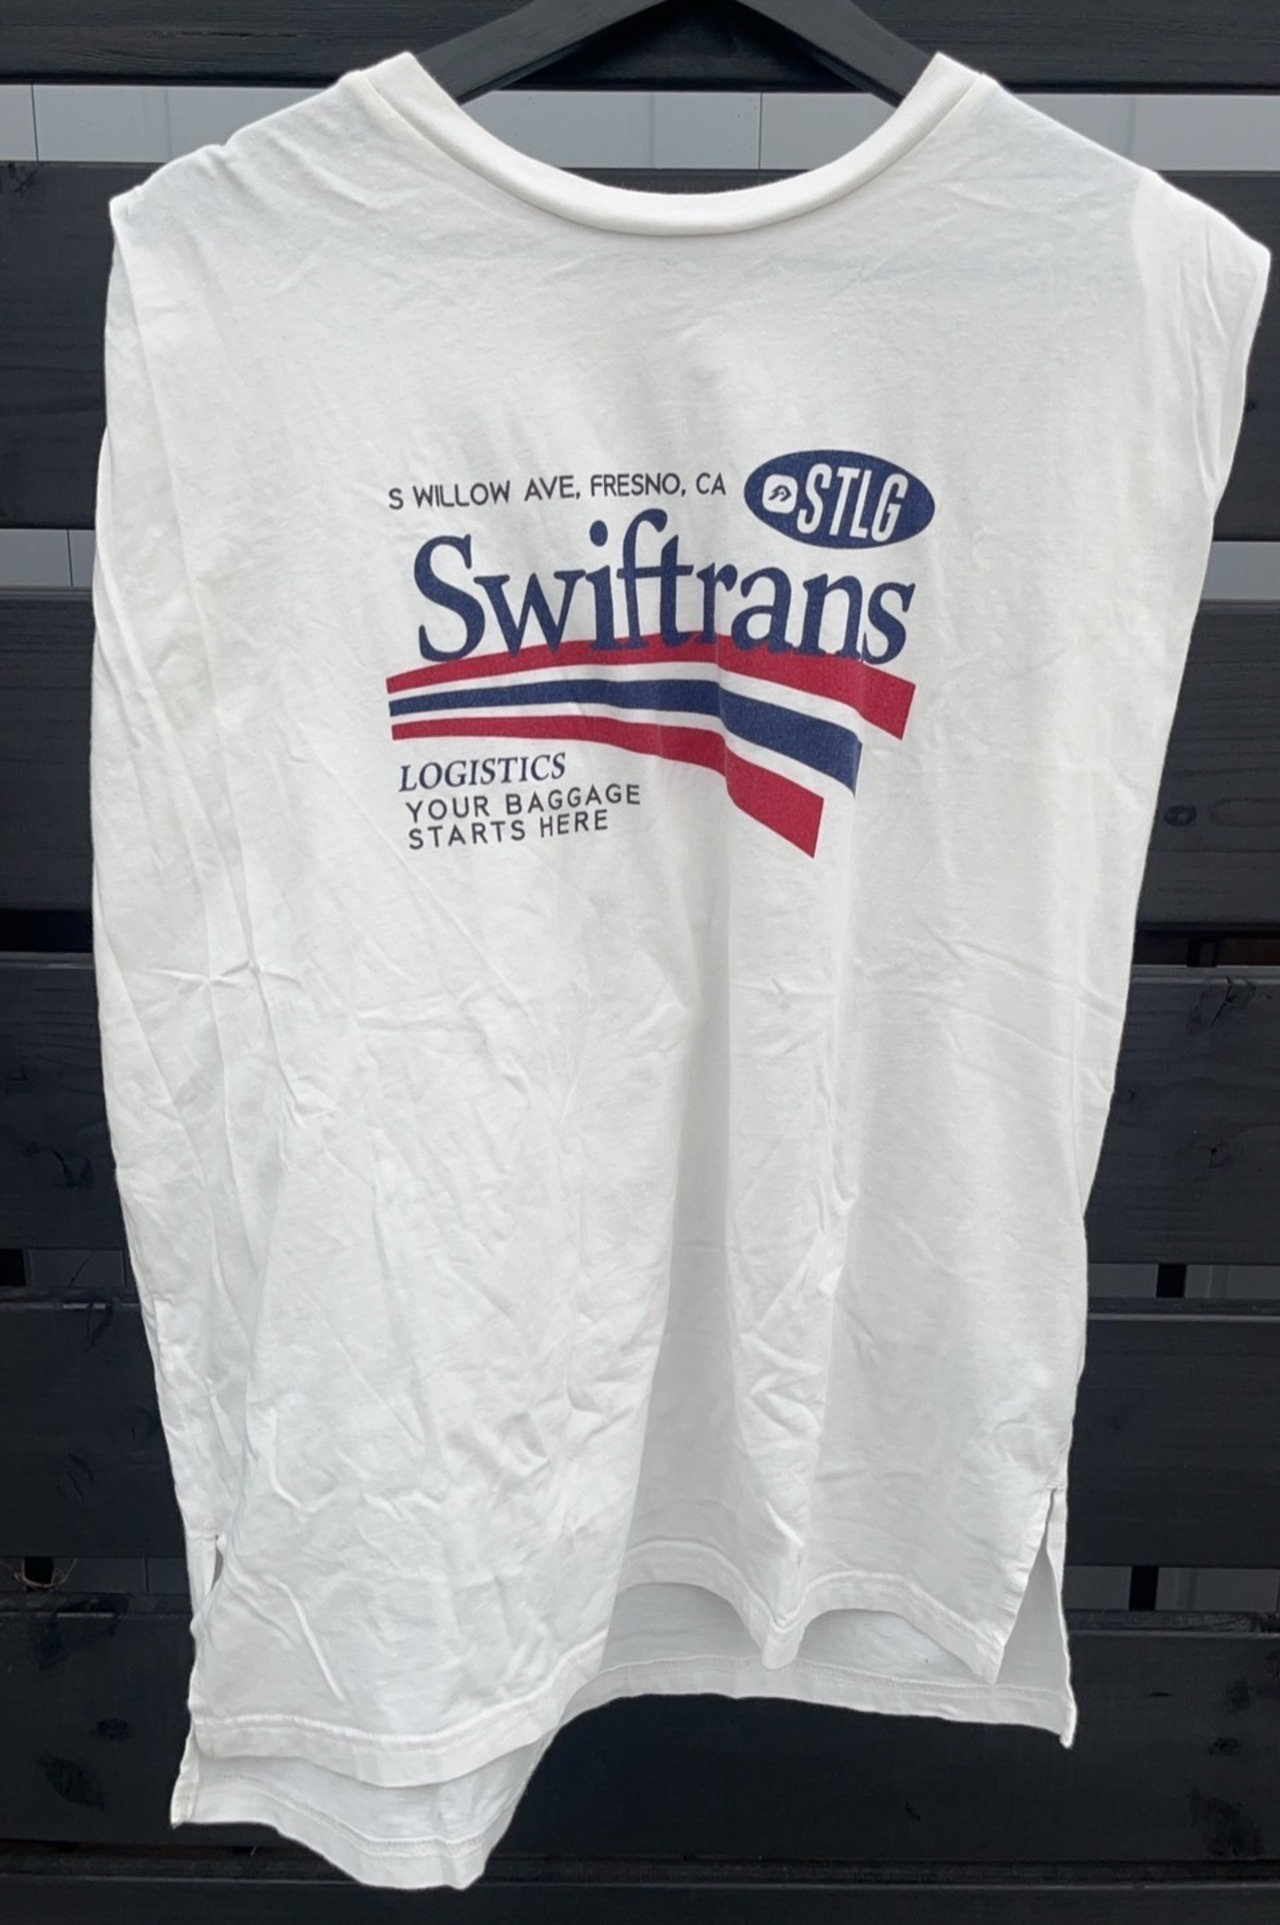 S WILLOW AVE, FRESNO, CA
STLG
Swiftrans
LOGISTICS
YOUR BAGGAGE
STARTS HERE